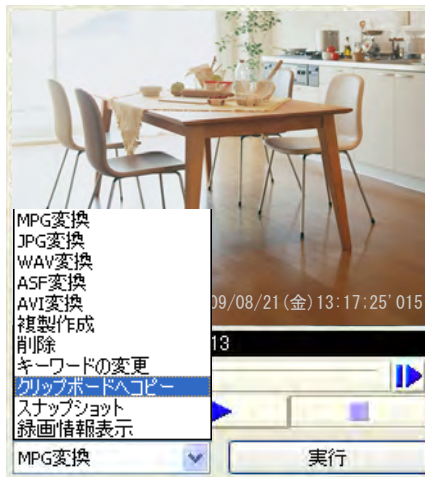 MPG変換
JPG変換
WAV変換
ASF変換
AVI変換
09/08/21(金)13:17:25'015
複製作成
削除
13
キーワードの変更
クリップボードへコピー
スナップショット
録画情報表示
MPG変換
実行